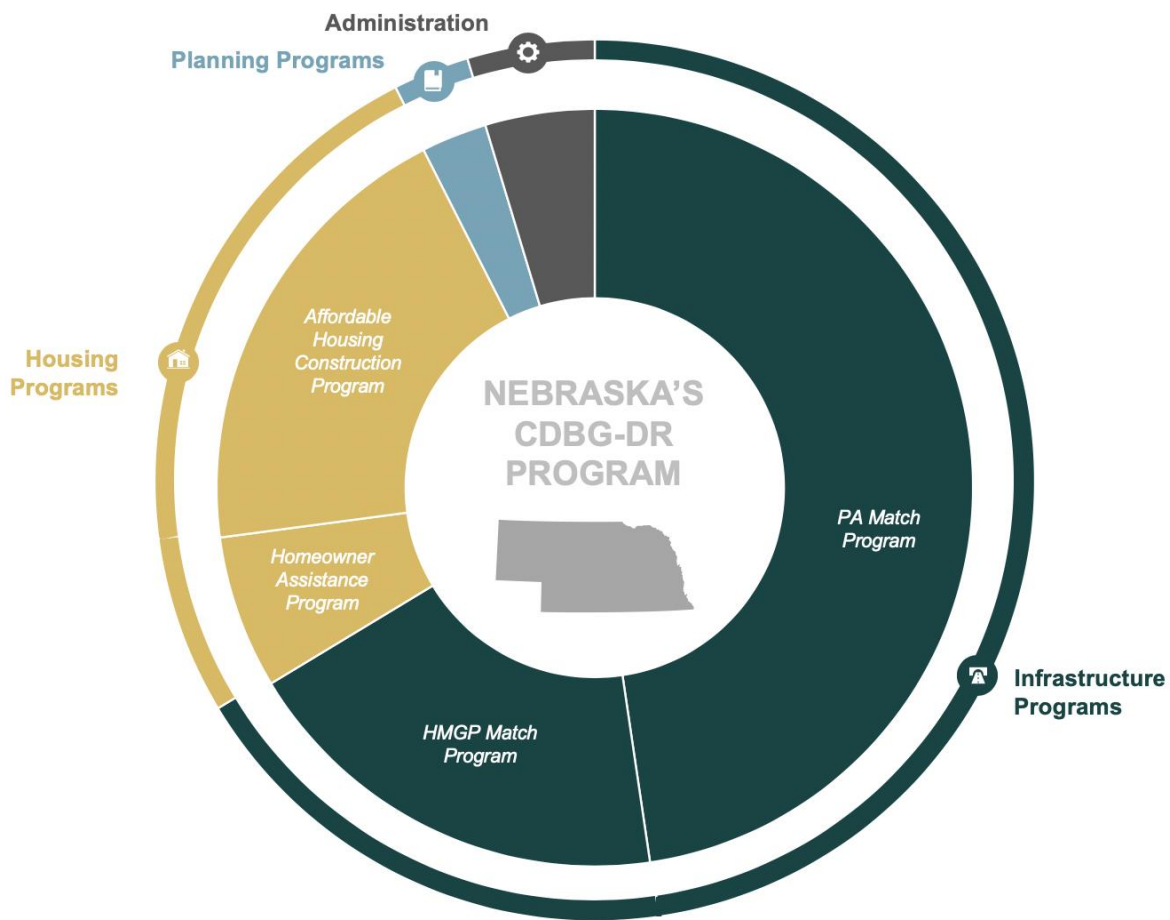 Administration
Planning Programs
Affordable
Housing
Construction
Program
Housing
Programs
NEBRASKA'S
CDBG-DR
PROGRAM
PA Match
Program
Homeowner
Assistance
Program
Infrastructure
Programs
HMGP Match
Program